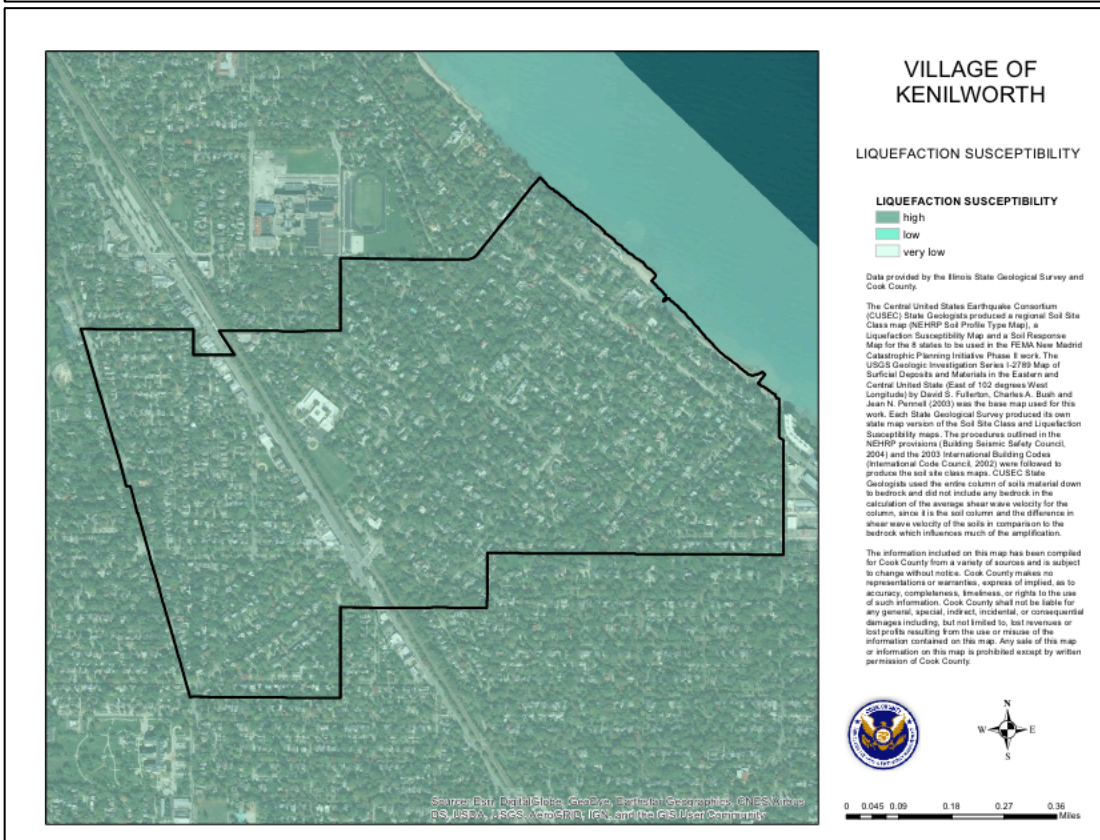 VILLAGE OF
KENILWORTH
LIQUEFACTION SUSCEPTIBILITY
LIQUEFACTION SUSCEPTIBILITY
high
low
very low
Data provided by the Illinois State Geological Survey and
Cook County.
The Central United States Earthquake Consortium
(CUSEC) State Geologists produced a regional Soil Site
Class map (NEHRP Soil Profile Type Map), a
Liquefaction Susceptibility Map and a Soil Response
Map for the 8 states to be used in the FEMA New Madrid
Catastrophic Planning Initiative Phase II work. The
USGS Geologic Investigation Series I-2789 Map of
Surficial Deposits and Materials in the Eastern and
Central United State (East of 102 degrees West
Longitude) by David S. Fullerton, Charles A. Bush and
Jean N. Pennell (2003) was the base map used for this
work. Each State Geological Survey produced its own
state map version of the Soil Site Class and Liquefaction
Susceptibility maps. The procedures outlined in the
NEHRP provisions (Building Seismic Safety Council,
2004) and the 2003 International Building Codes
(International Code Council, 2002) were followed to
produce the soil site class maps. CUSEC State
Geologists used the entire column of soils material down
to bedrock and did not include any bedrock in the
calculation of the average shear wave velocity for the
column, since it is the soil column and the difference in
shear wave velocity of the soils in comparison to the
bedrock which influences much of the amplification.
The information included on this map has been compiled
for Cook County from a variety of sources and is subject
to change without notice. Cook County makes no
representations or warranties, express of implied, as to
accuracy, completeness, timeliness, or rights to the use
of such information. Cook County shall not be liable for
any general, special, indirect, incidental, or consequential
damages including, but not limited to, lost revenues or
lost profits resulting from the use or misuse of the
information contained on this map. Any sale of this map
or information on this map is prohibited except by written
permission of Cook County.
N
W E
S
0 0.045 0.09 0.18 0.27 0.36
Miles
Source: Esri, DigitalGlobe, GeoEye, Earthstar Geographics, CNES/Airbus
DS, USDA, USGS, AeroGRID, IGN, and the GIS User Community